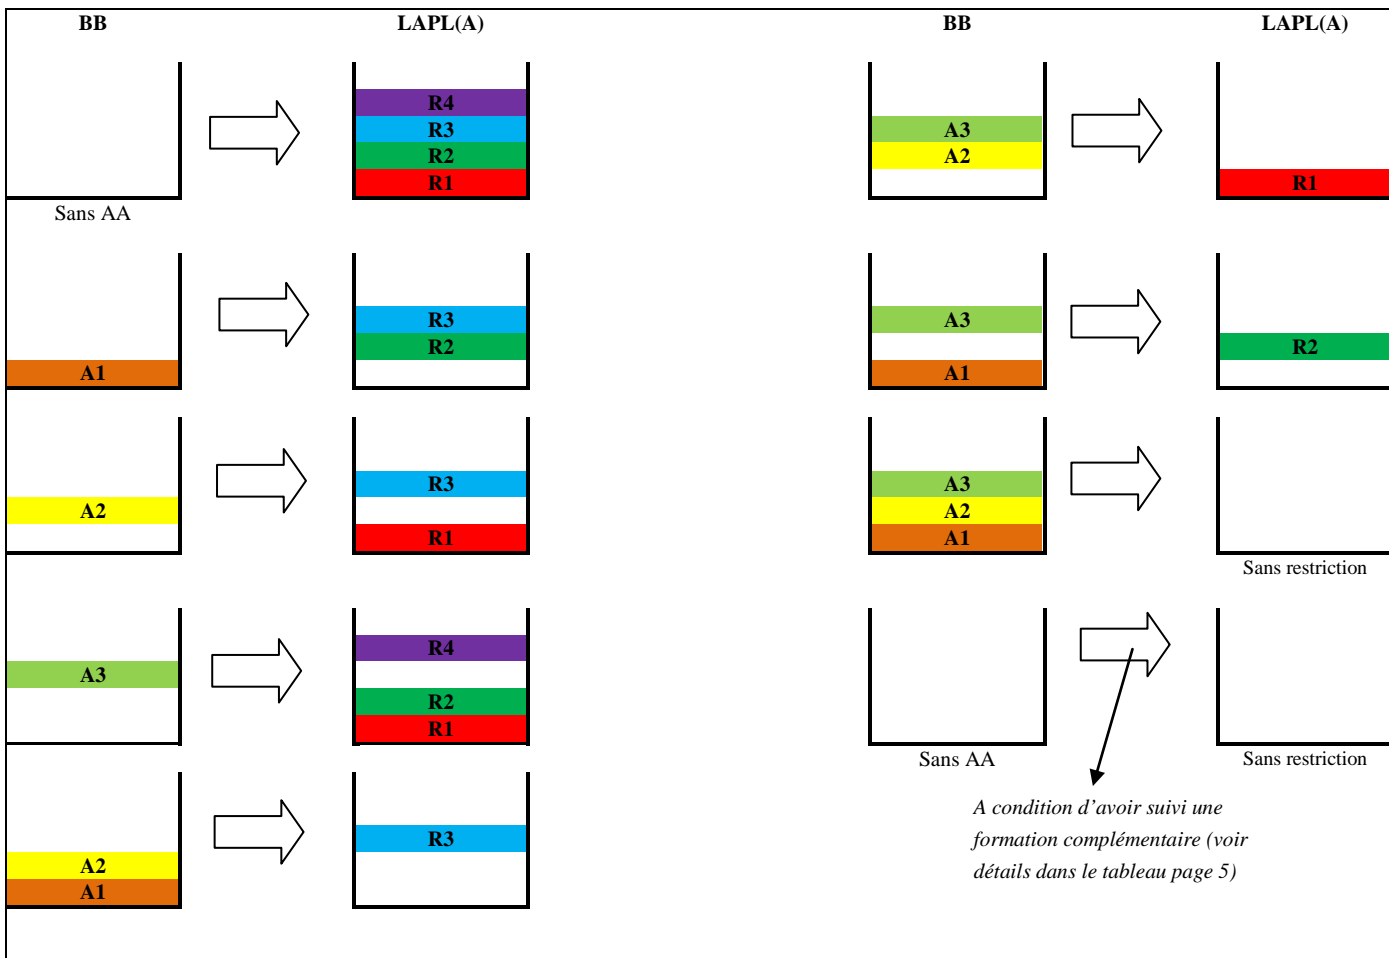 BB
LAPL(A)
R4
R3
R2
R1
Sans AA
A1
R3
R2
A2
R3
R1
A3
R4
R2
R1
A2
A1
R3
BB
LAPL(A)
A3
A2
R1
A3
A1
R2
A3
A2
A1
Sans restriction
Sans AA
Sans restriction
A condition d’avoir suivi une
formation complémentaire (voir
détails dans le tableau page 5)